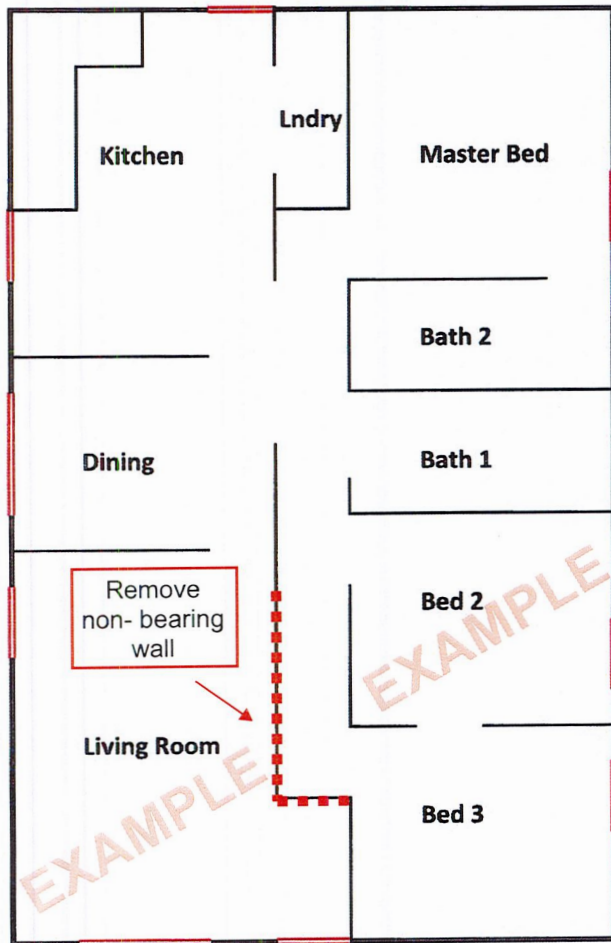 Lndry
Kitchen
Master Bed
Bath 2
Dining
Bath 1
Remove
non- bearing
wall
Bed 2
EXAMPLE
Living Room
EXAMPLE
Bed 3